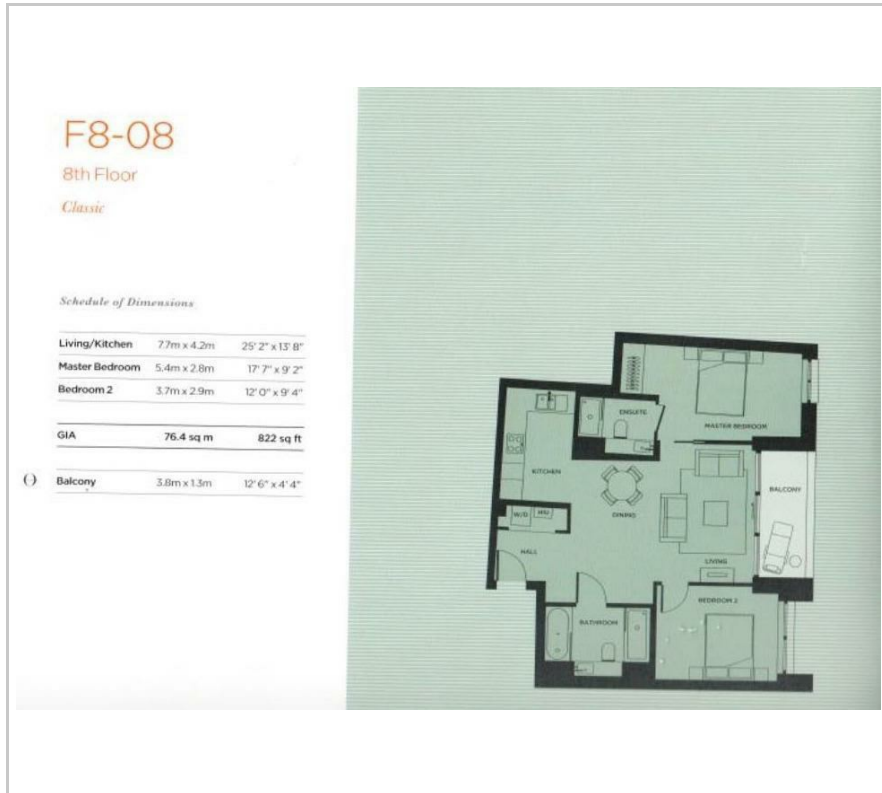 F8-08
8th Floor
Classic
Schedule of Dimensions
Living/Kitchen 7.7m x 4.2m 25' 2" x 13' 8"
Master Bedroom 5.4m x 2.8m 17' 7" x 9' 2"
Bedroom 2 3.7m x 2.9m 12' 0" x 9' 4"
GIA 76.4 sq m 822 sq ft
Balcony 3.8m x 1.3m 12' 6" x 4' 4"
ENSUITE
MASTER BEDROOM
KITCHEN
BALCONY
DINING
W/D
HIU
HALL
LIVING
BEDROOM 2
BATHROOM